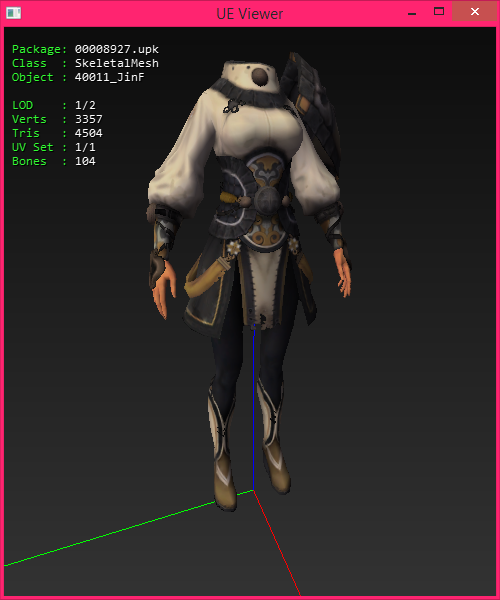 UE Viewer
Package: 00008927.upk
Class  : SkeletalMesh
Object : 40011_JinF
LOD    : 1/2
Verts  : 3357
Tris   : 4504
UV Set : 1/1
Bones  : 104